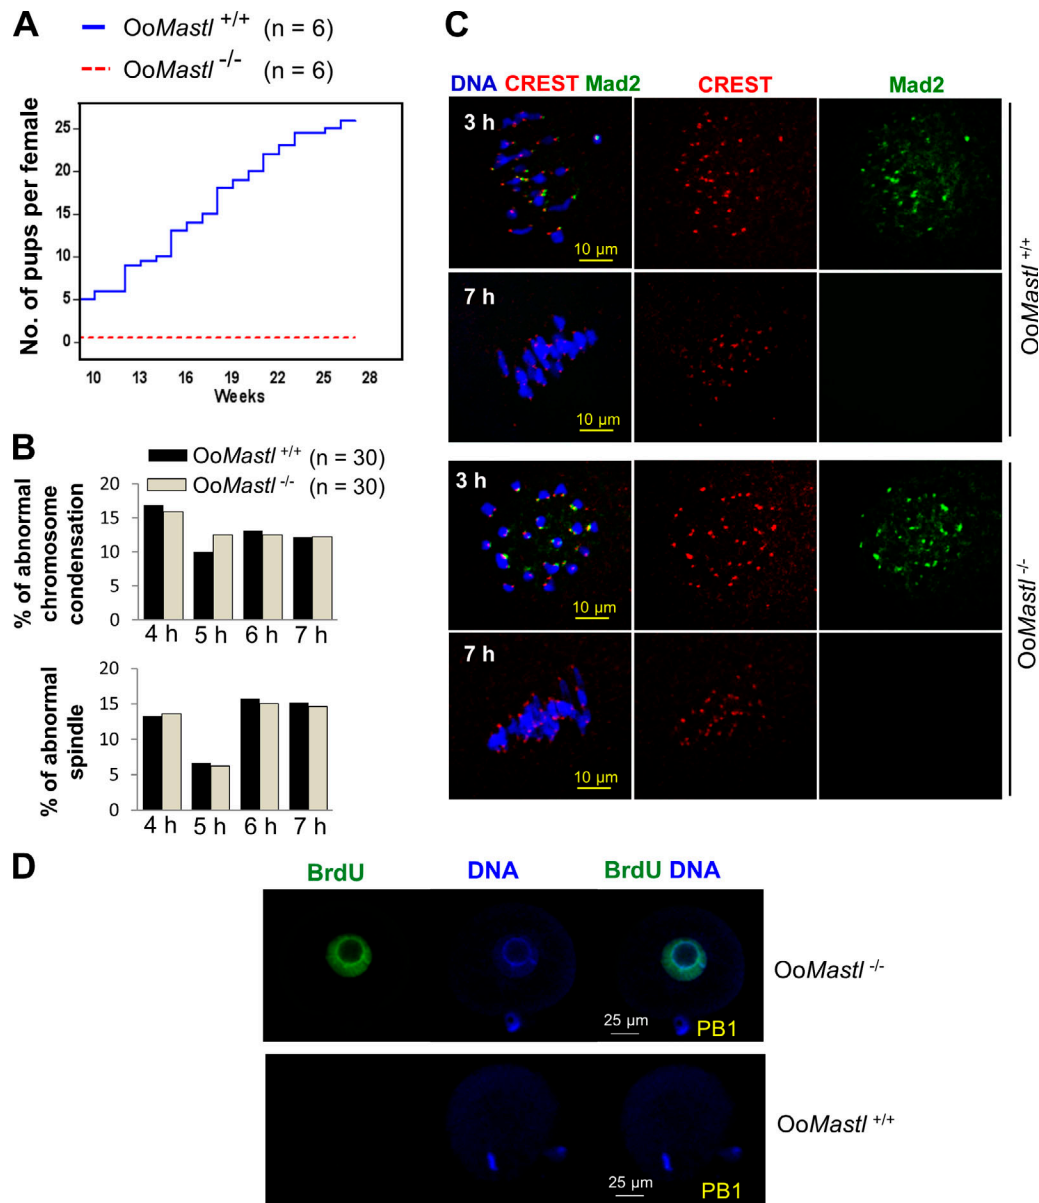 A
OoMastl +/+ (n = 6)
OoMastl -/- (n = 6)
No. of pups per female
25
20
15
10
5
0
10 13 16 19 22 25 28
Weeks
B
OoMastl +/+ (n = 30)
OoMastl -/- (n = 30)
% of abnormal
chromosome
condensation
20
15
10
5
0
4 h 5 h 6 h 7 h
% of abnormal
spindle
20
15
10
5
0
4 h 5 h 6 h 7 h
C
DNA CREST Mad2 CREST Mad2
3 h
10 µm
7 h
10 µm
OoMastl +/+
3 h
10 µm
7 h
10 µm
OoMastl -/-
D
BrdU DNA BrdU DNA
25 µm PB1
OoMastl -/-
25 µm PB1
OoMastl +/+